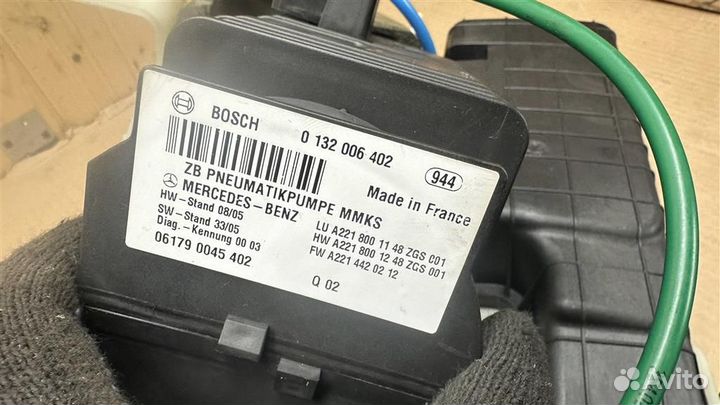 BOSCH 0 132 006 402
944
Made in France
ZB PNEUMATIKPUMPE MMKS
MERCEDES-BENZ
HW-Stand 08/05
SW-Stand 33/05
Diag.-Kennung 00 03
06179 0045 402
LU A221 800 11 48 ZGS 001
HW A221 800 12 48 ZGS 001
FW A221 442 02 12
Q 02
Avito